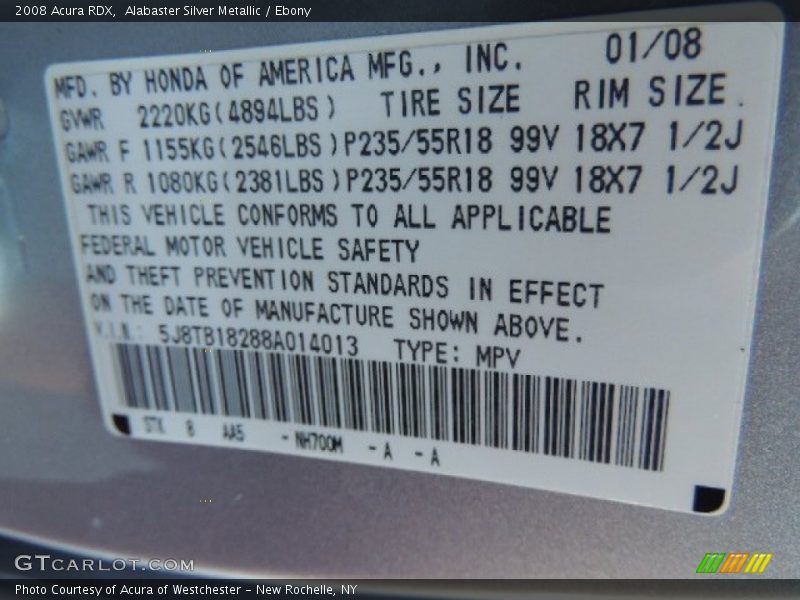 2008 Acura RDX,  Alabaster Silver Metallic / Ebony
MFD. BY HONDA OF AMERICA MFG., INC. 01/08
GVWR 2220KG(4894LBS) TIRE SIZE RIM SIZE.
GAWR F 1155KG(2546LBS)P235/55R18 99V 18X7 1/2J
GAWR R 1080KG(2381LBS)P235/55R18 99V 18X7 1/2J
THIS VEHICLE CONFORMS TO ALL APPLICABLE
FEDERAL MOTOR VEHICLE SAFETY
AND THEFT PREVENTION STANDARDS IN EFFECT
ON THE DATE OF MANUFACTURE SHOWN ABOVE.
V.I.N.: 5J8TB18288A014013 TYPE: MPV
STK 8 AA5 -NH700M -A -A
GTCARLOT.COM
Photo Courtesy of Acura of Westchester - New Rochelle, NY